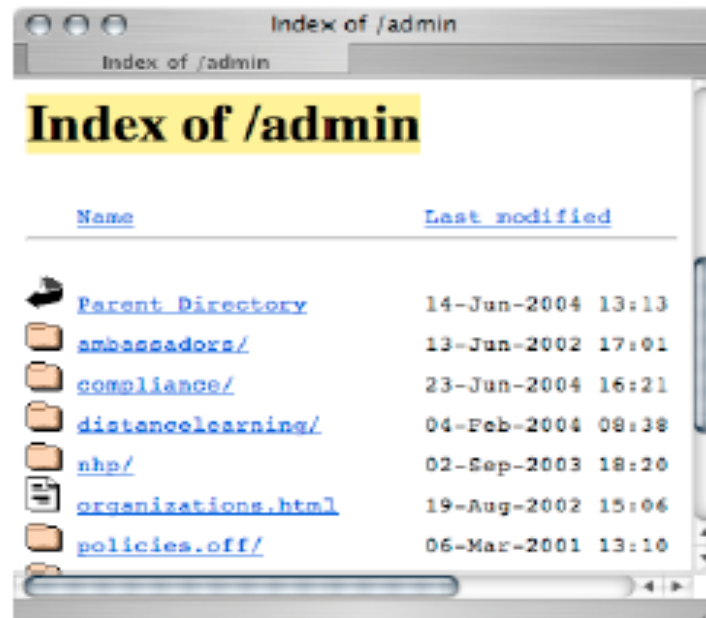 Index of /admin
Index of /admin
Index of /admin
Name Last modified
Parent Directory 14-Jun-2004 13:13
ambassadors/ 13-Jun-2002 17:01
compliance/ 23-Jun-2004 16:21
distancelearning/ 04-Feb-2004 08:38
nhp/ 02-Sep-2003 18:20
organizations.html 19-Aug-2002 15:06
policies.off/ 06-Mar-2001 13:10